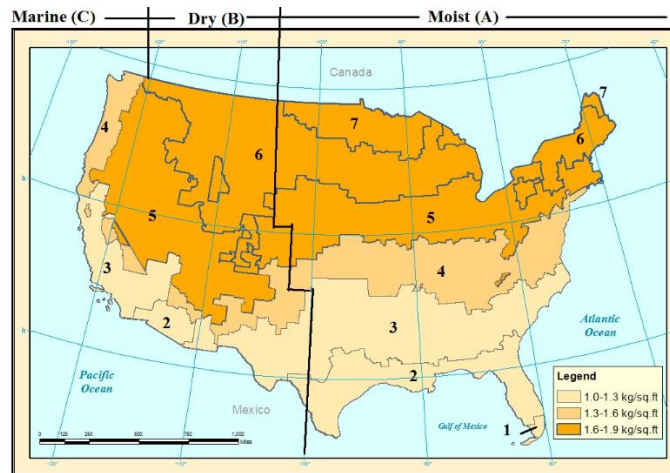 Marine (C) Dry (B) Moist (A)
Canada
7
7
4
6
6
5
5
4
3
3
2
2
Atlantic
Ocean
Pacific
Ocean
Mexico
Gulf of Mexico
1
Legend
1.0-1.3 kg/sq.ft
1.3-1.6 kg/sq.ft
1.6-1.9 kg/sq.ft
Miles